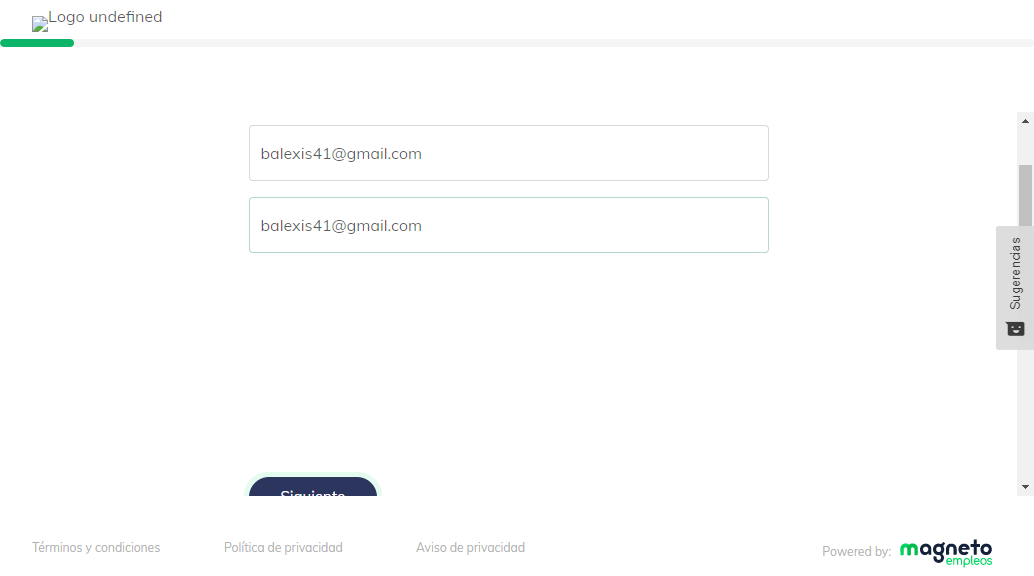 Logo undefined
balexis41@gmail.com
balexis41@gmail.com
Sugerencias
Siguiente
Términos y condiciones
Política de privacidad
Aviso de privacidad
Powered by:
magneto
empleos